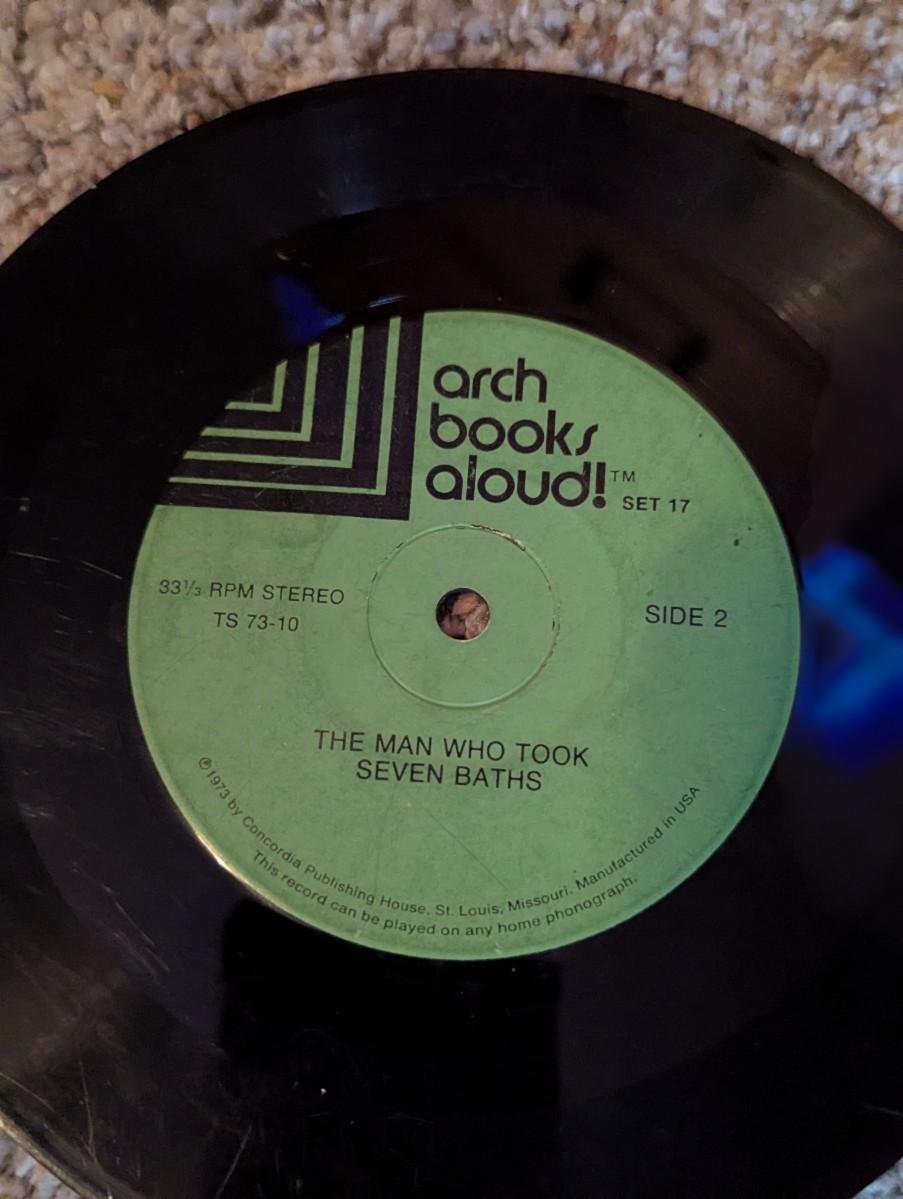 arch
books
aloud!™
SET 17
33⅓ RPM STEREO
TS 73-10
SIDE 2
THE MAN WHO TOOK
SEVEN BATHS
℗1973 by Concordia Publishing House, St. Louis, Missouri. Manufactured in USA
This record can be played on any home phonograph.